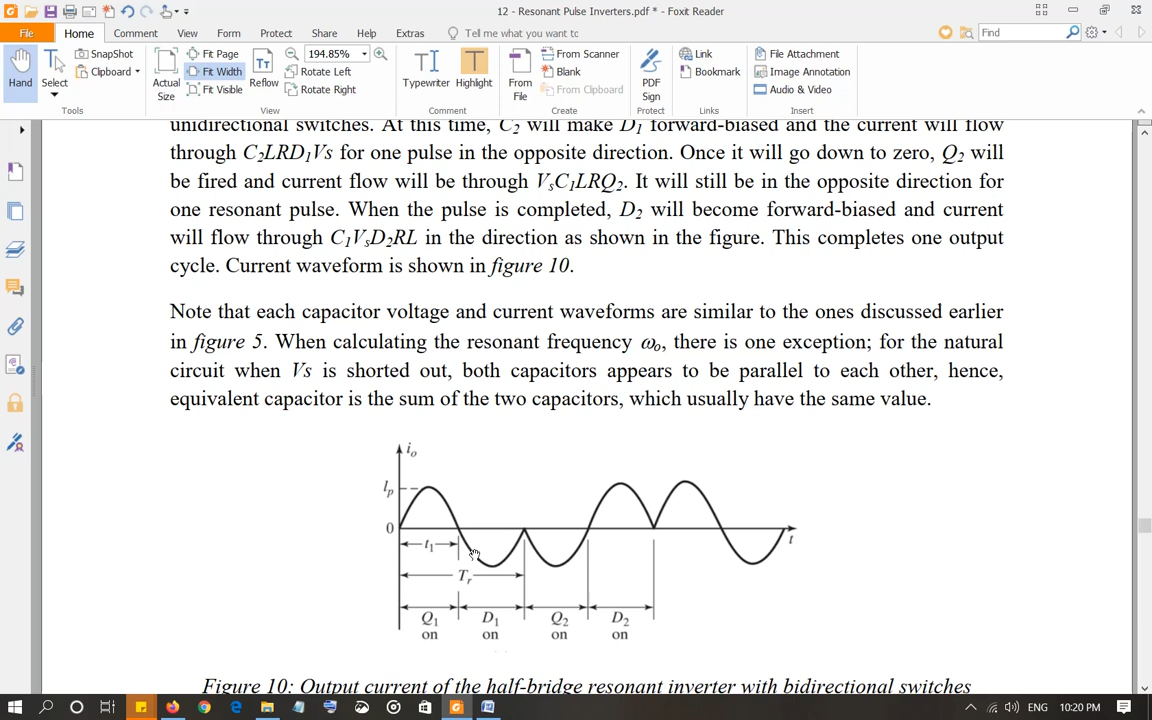 12 - Resonant Pulse Inverters.pdf * - Foxit Reader
File Home Comment View Form Protect Share Help Extras Tell me what you want to Find
Hand Select SnapShot Clipboard Actual Size Fit Page Fit Width Fit Visible Reflow 194.85% Rotate Left Rotate Right Typewriter Highlight From File From Scanner Blank From Clipboard PDF Sign Link Bookmark File Attachment Image Annotation Audio & Video
Tools View Comment Create Protect Links Insert
unidirectional switches. At this time, C2 will make D1 forward-biased and the current will flow
through C2LRD1Vs for one pulse in the opposite direction. Once it will go down to zero, Q2 will
be fired and current flow will be through VsC1LRQ2. It will still be in the opposite direction for
one resonant pulse. When the pulse is completed, D2 will become forward-biased and current
will flow through C1VsD2RL in the direction as shown in the figure. This completes one output
cycle. Current waveform is shown in figure 10.
Note that each capacitor voltage and current waveforms are similar to the ones discussed earlier
in figure 5. When calculating the resonant frequency ωo, there is one exception; for the natural
circuit when Vs is shorted out, both capacitors appears to be parallel to each other, hence,
equivalent capacitor is the sum of the two capacitors, which usually have the same value.
io
Ip
0
t
t1
Tr
Q1 D1 Q2 D2
on on on on
Figure 10: Output current of the half-bridge resonant inverter with bidirectional switches
ENG 10:20 PM